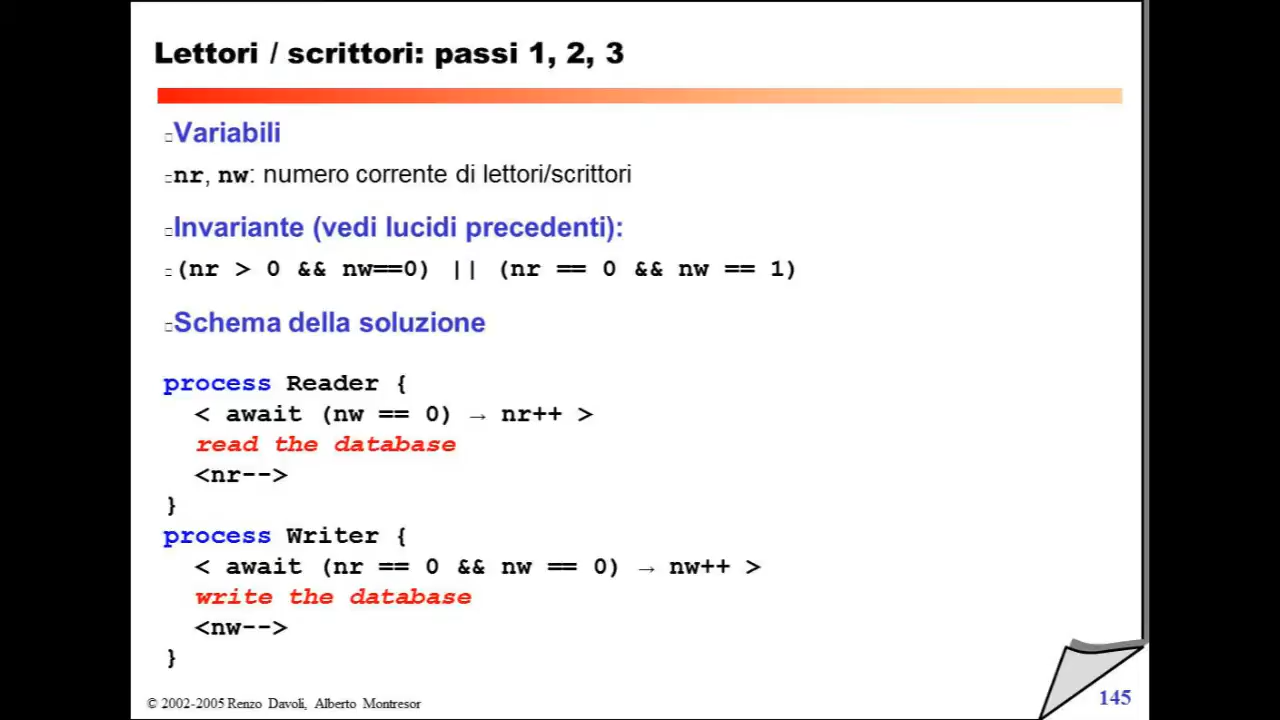 Lettori / scrittori: passi 1, 2, 3
Variabili
nr, nw: numero corrente di lettori/scrittori
Invariante (vedi lucidi precedenti):
(nr > 0 && nw==0) || (nr == 0 && nw == 1)
Schema della soluzione
process Reader {
< await (nw == 0) → nr++ >
read the database
<nr-->
}
process Writer {
< await (nr == 0 && nw == 0) → nw++ >
write the database
<nw-->
}
© 2002-2005 Renzo Davoli, Alberto Montresor
145